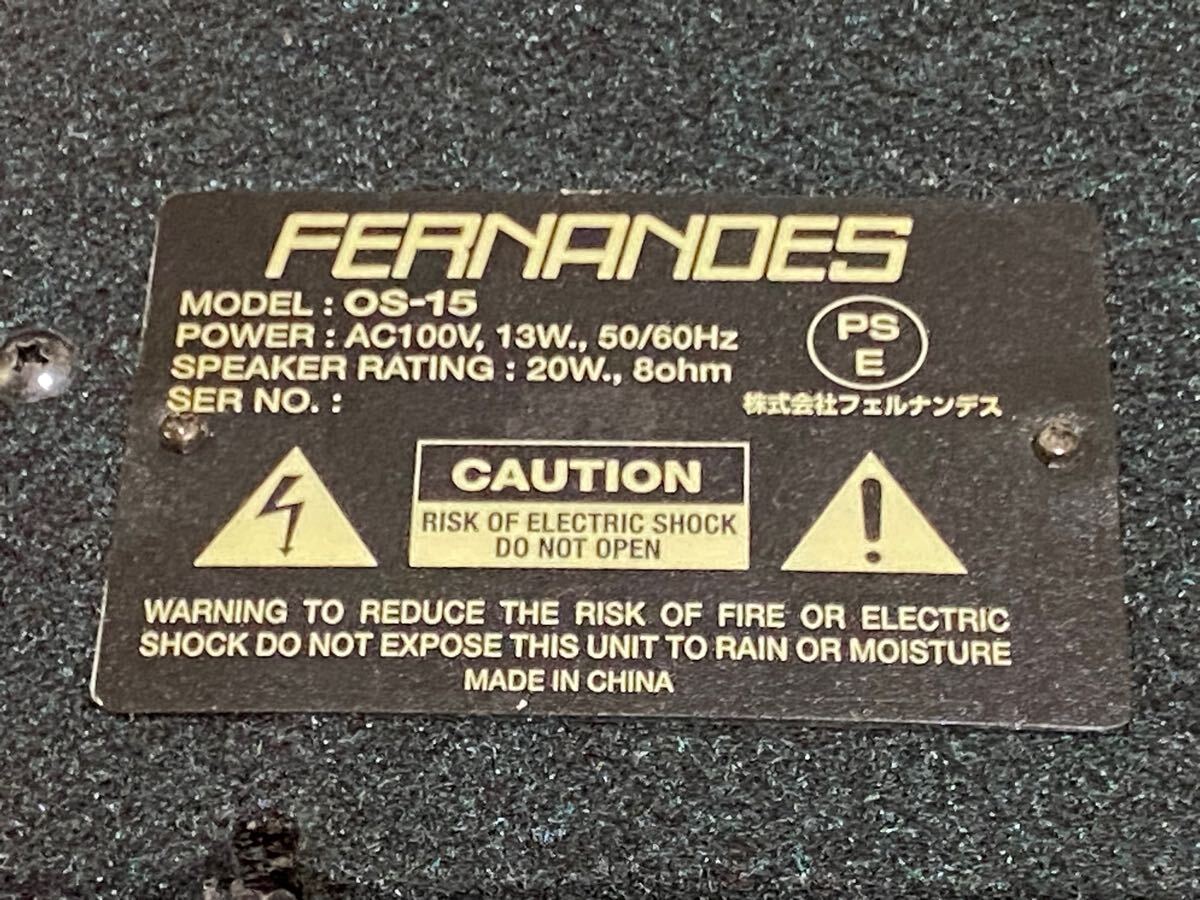 FERNANDES
MODEL : OS-15
POWER : AC100V, 13W., 50/60Hz
SPEAKER RATING : 20W., 8ohm
SER NO. :
PS
E
株式会社フェルナンデス
CAUTION
RISK OF ELECTRIC SHOCK
DO NOT OPEN
WARNING TO REDUCE THE RISK OF FIRE OR ELECTRIC
SHOCK DO NOT EXPOSE THIS UNIT TO RAIN OR MOISTURE
MADE IN CHINA